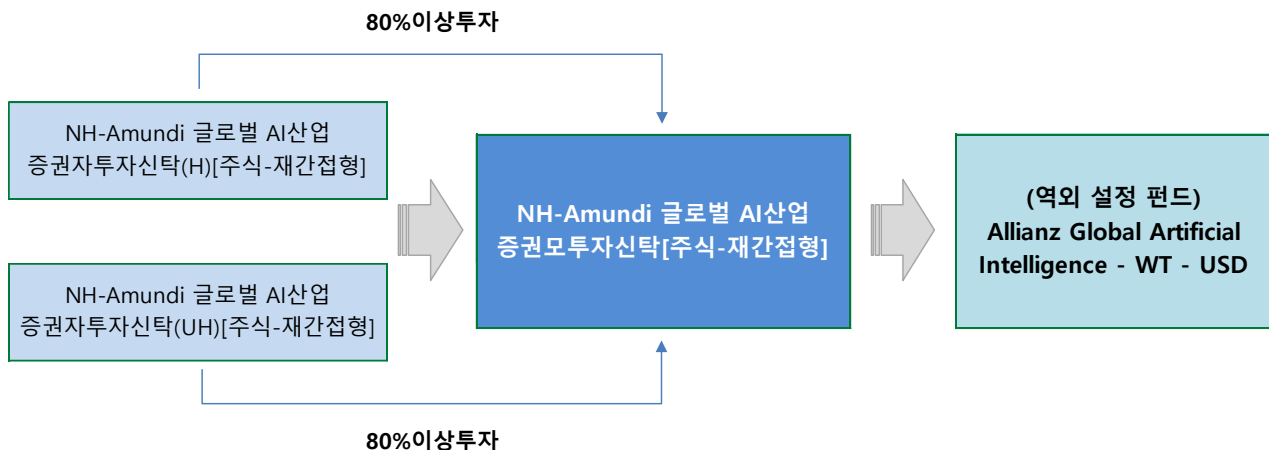 80%이상투자
NH-Amundi 글로벌 AI산업
증권자투자신탁(H)[주식-재간접형]
NH-Amundi 글로벌 AI산업
증권자투자신탁(UH)[주식-재간접형]
NH-Amundi 글로벌 AI산업
증권모투자신탁[주식-재간접형]
(역외 설정 펀드)
Allianz Global Artificial
Intelligence - WT - USD
80%이상투자